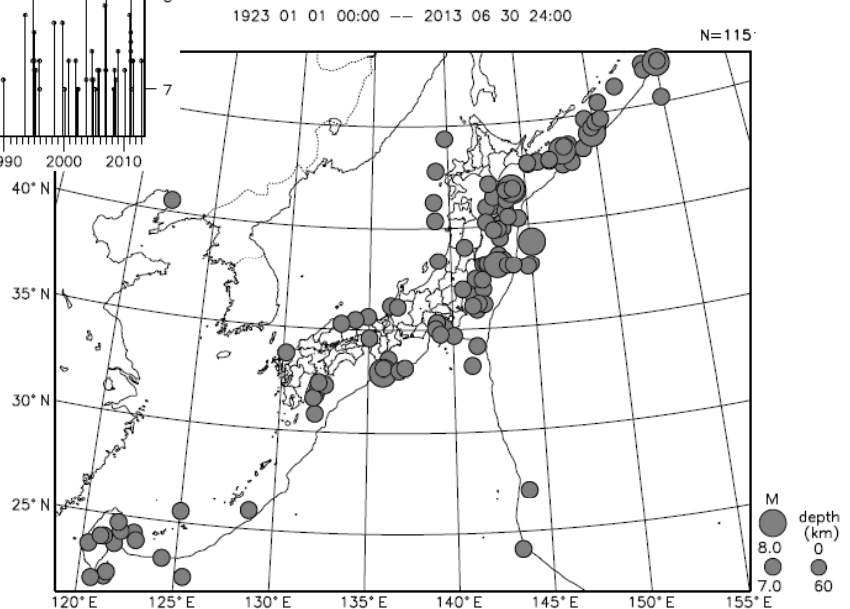 1923 01 01 00:00 –– 2013 06 30 24:00
N=115
7
990 2000 2010
40° N
35° N
30° N
25° N
120° E 125° E 130° E 135° E 140° E 145° E 150° E 155° E
M
depth
(km)
8.0 0
7.0 60